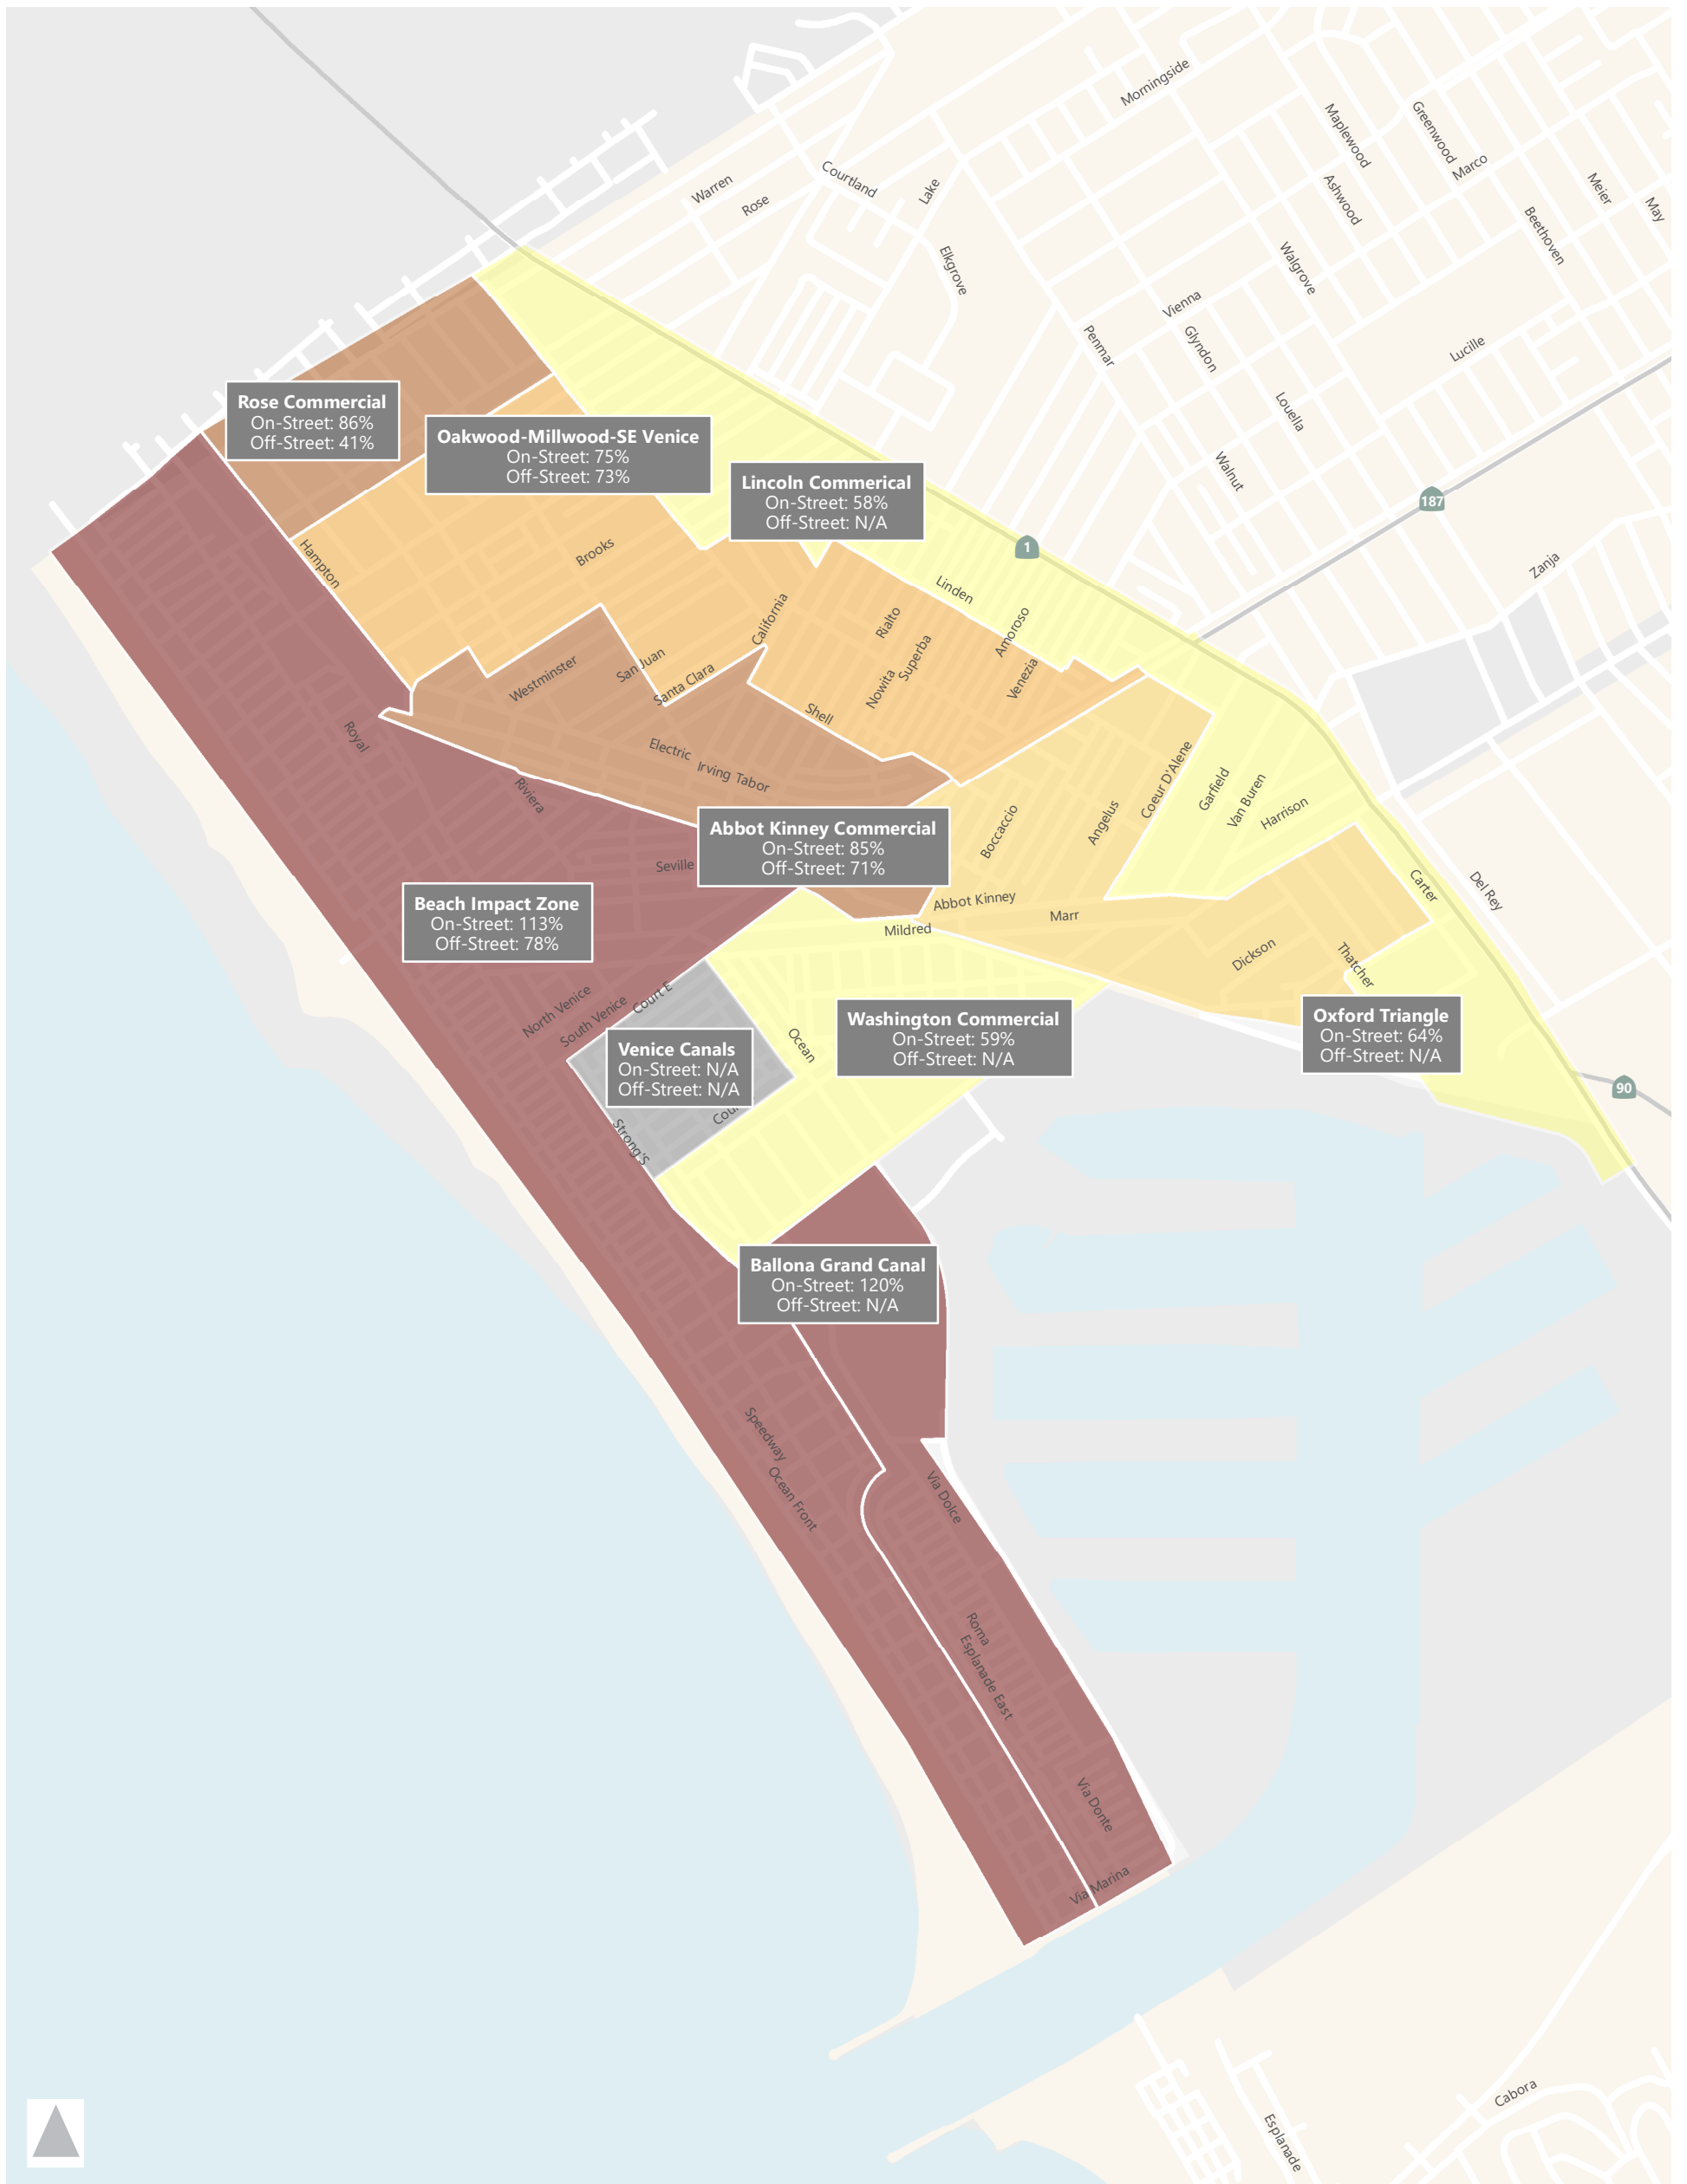 Morningside
Maplewood
Greenwood
Marco
Meier
May
Courtland
Warren
Rose
Lake
Ashwood
Beethoven
Elkgrove
Walgrove
Vienna
Penmar
Glyndon
Lucille
Louella
Rose Commercial
On-Street: 86%
Off-Street: 41%
Oakwood-Millwood-SE Venice
On-Street: 75%
Off-Street: 73%
Lincoln Commerical
On-Street: 58%
Off-Street: N/A
Walnut
187
1
Hampton
Brooks
Zanja
Linden
California
Rialto
Superba
Amoroso
Nowita
Venezia
Westminster
San Juan
Santa Clara
Shell
Royal
Electric
Irving Tabor
Riviera
Coeur D'Alene
Garfield
Van Buren
Harrison
Boccaccio
Angelus
Abbot Kinney Commercial
On-Street: 85%
Off-Street: 71%
Seville
Beach Impact Zone
On-Street: 113%
Off-Street: 78%
Abbot Kinney
Marr
Mildred
Carter
Del Rey
Dickson
Thatcher
North Venice
South Venice
Court E
Ocean
Washington Commercial
On-Street: 59%
Off-Street: N/A
Oxford Triangle
On-Street: 64%
Off-Street: N/A
Venice Canals
On-Street: N/A
Off-Street: N/A
90
Strong'S
Ballona Grand Canal
On-Street: 120%
Off-Street: N/A
Speedway
Ocean Front
Via Dolce
Roma
Esplanade East
Via Donte
Via Marina
Cabora
Esplanade